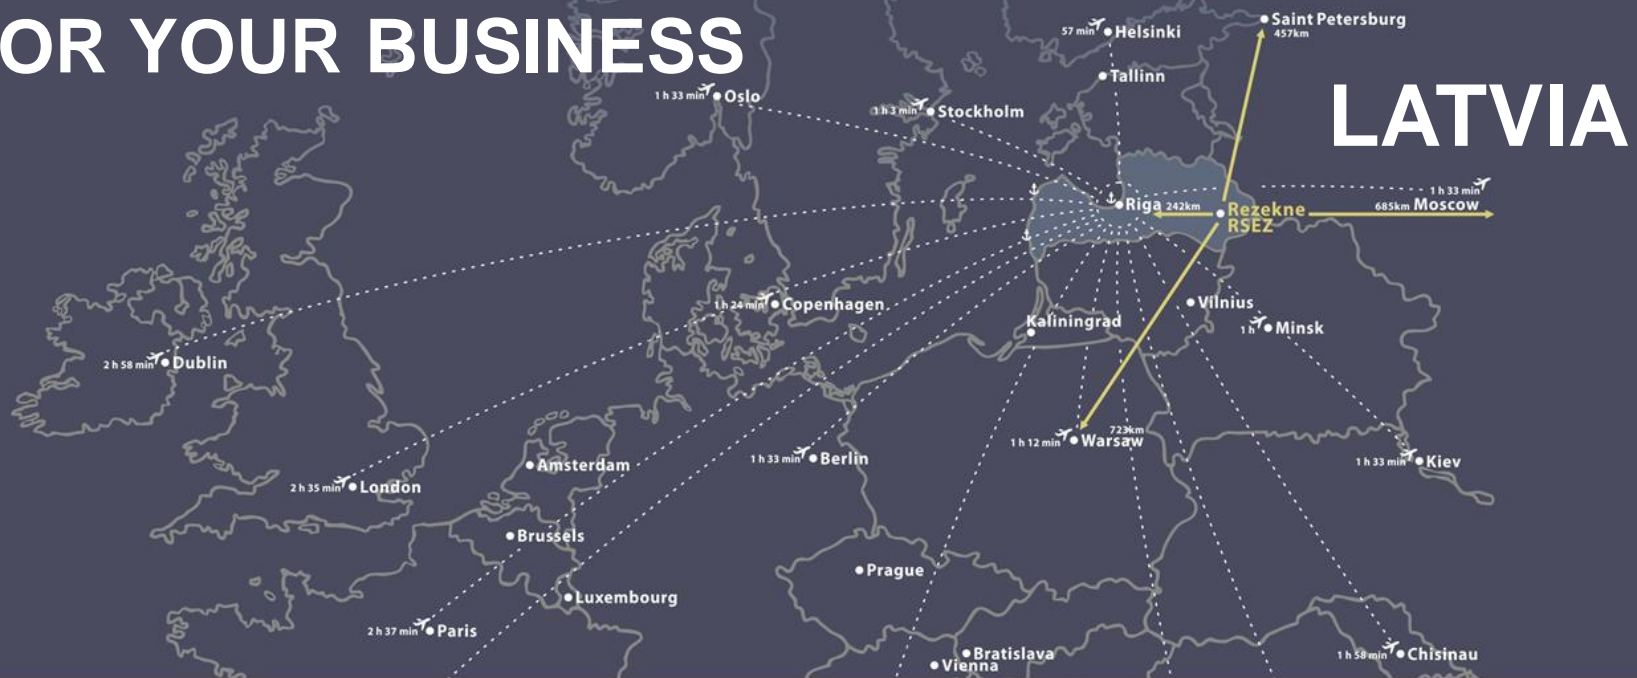 OR YOUR BUSINESS
LATVIA
57 min Helsinki
Saint Petersburg
457km
Tallinn
1 h 33 min Oslo
1 h 3 min Stockholm
1 h 33 min
Riga 242km
Rezekne
RSEZ
685km Moscow
1 h 24 min Copenhagen
Vilnius
Kaliningrad
1 h Minsk
2 h 58 min Dublin
723km
1 h 12 min Warsaw
Amsterdam
1 h 33 min Berlin
1 h 33 min Kiev
2 h 35 min London
Brussels
Prague
Luxembourg
2 h 37 min Paris
Bratislava
Vienna
1 h 58 min Chisinau